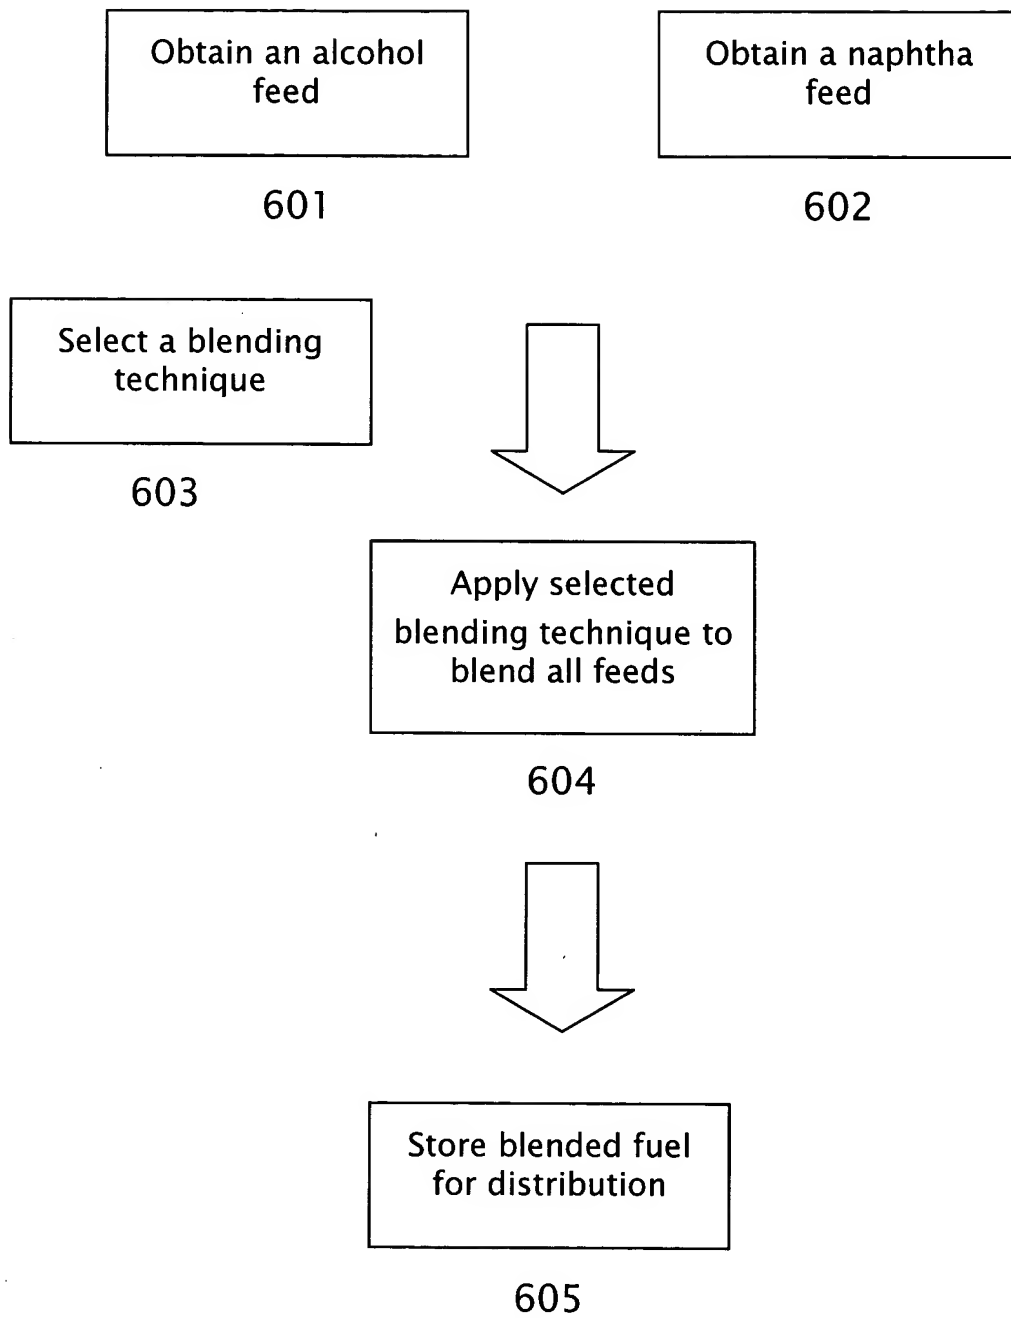 Obtain an alcohol
feed
Obtain a naphtha
feed
601
602
Select a blending
technique
603
Apply selected
blending technique to
blend all feeds
604
Store blended fuel
for distribution
605